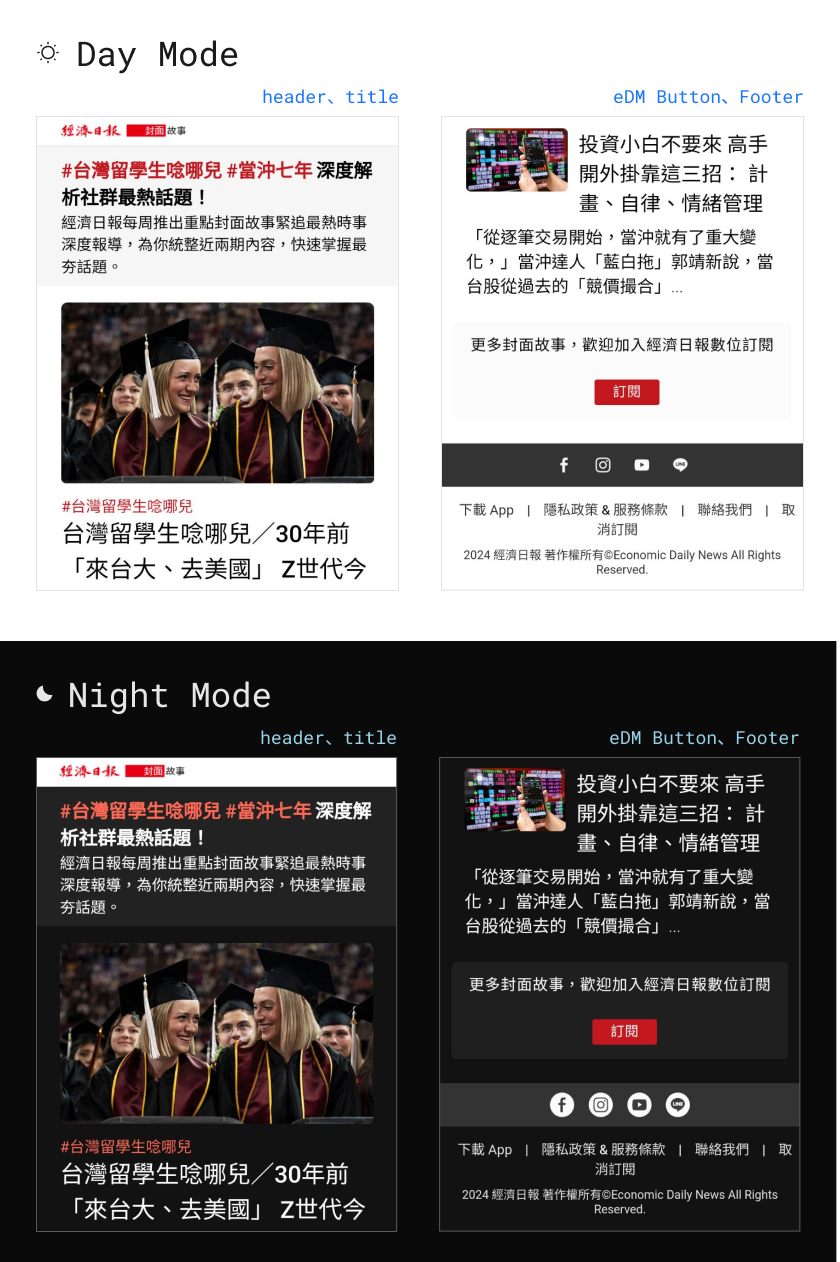 Day Mode
header、title
eDM Button、Footer
經濟日報 封面故事
#台灣留學生唸哪兒 #當沖七年 深度解
析社群最熱話題！
經濟日報每周推出重點封面故事緊追最熱時事
深度報導，為你統整近兩期內容，快速掌握最
夯話題。
#台灣留學生唸哪兒
台灣留學生唸哪兒／30年前
「來台大、去美國」 Z世代今
投資小白不要來 高手
開外掛靠這三招： 計
畫、自律、情緒管理
「從逐筆交易開始，當沖就有了重大變
化，」當沖達人「藍白拖」郭靖新說，當
台股從過去的「競價撮合」...
更多封面故事，歡迎加入經濟日報數位訂閱
訂閱
LINE
下載 App | 隱私政策 & 服務條款 | 聯絡我們 | 取
消訂閱
2024 經濟日報 著作權所有©Economic Daily News All Rights
Reserved.
Night Mode
header、title
eDM Button、Footer
經濟日報 封面故事
#台灣留學生唸哪兒 #當沖七年 深度解
析社群最熱話題！
經濟日報每周推出重點封面故事緊追最熱時事
深度報導，為你統整近兩期內容，快速掌握最
夯話題。
#台灣留學生唸哪兒
台灣留學生唸哪兒／30年前
「來台大、去美國」 Z世代今
投資小白不要來 高手
開外掛靠這三招： 計
畫、自律、情緒管理
「從逐筆交易開始，當沖就有了重大變
化，」當沖達人「藍白拖」郭靖新說，當
台股從過去的「競價撮合」...
更多封面故事，歡迎加入經濟日報數位訂閱
訂閱
LINE
下載 App | 隱私政策 & 服務條款 | 聯絡我們 | 取
消訂閱
2024 經濟日報 著作權所有©Economic Daily News All Rights
Reserved.